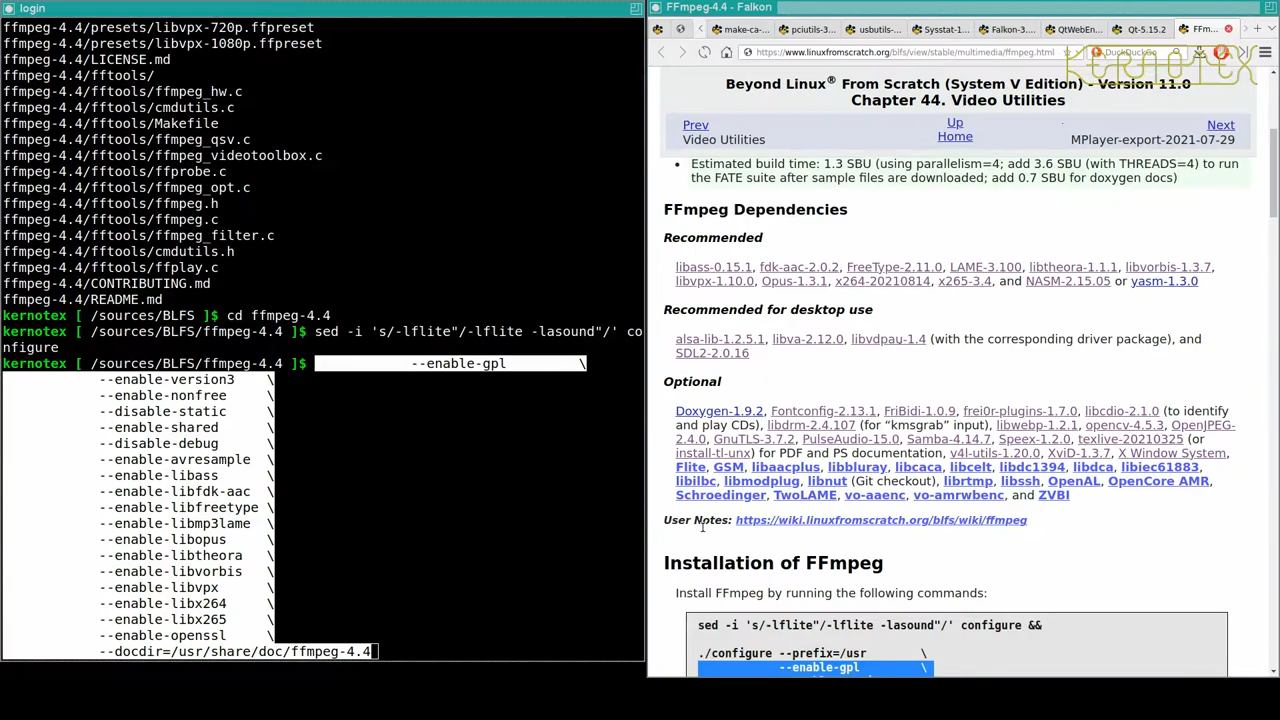 login
ffmpeg-4.4/presets/libvpx-720p.ffpreset
ffmpeg-4.4/presets/libvpx-1080p.ffpreset
ffmpeg-4.4/LICENSE.md
ffmpeg-4.4/fftools/
ffmpeg-4.4/fftools/ffmpeg_hw.c
ffmpeg-4.4/fftools/cmdutils.c
ffmpeg-4.4/fftools/Makefile
ffmpeg-4.4/fftools/ffmpeg_qsv.c
ffmpeg-4.4/fftools/ffmpeg_videotoolbox.c
ffmpeg-4.4/fftools/ffprobe.c
ffmpeg-4.4/fftools/ffmpeg_opt.c
ffmpeg-4.4/fftools/ffmpeg.h
ffmpeg-4.4/fftools/ffmpeg.c
ffmpeg-4.4/fftools/ffmpeg_filter.c
ffmpeg-4.4/fftools/cmdutils.h
ffmpeg-4.4/fftools/ffplay.c
ffmpeg-4.4/CONTRIBUTING.md
ffmpeg-4.4/README.md
kernotex [ /sources/BLFS ]$ cd ffmpeg-4.4
kernotex [ /sources/BLFS/ffmpeg-4.4 ]$ sed -i 's/-lflite"/-lflite -lasound"/' co
nfigure
kernotex [ /sources/BLFS/ffmpeg-4.4 ]$ --enable-gpl \
--enable-version3 \
--enable-nonfree \
--disable-static \
--enable-shared \
--disable-debug \
--enable-avresample \
--enable-libass \
--enable-libfdk-aac \
--enable-libfreetype \
--enable-libmp3lame \
--enable-libopus \
--enable-libtheora \
--enable-libvorbis \
--enable-libvpx \
--enable-libx264 \
--enable-libx265 \
--enable-openssl \
--docdir=/usr/share/doc/ffmpeg-4.4
FFmpeg-4.4 - Falkon
make-ca-... pciutils-3... usbutils-... Sysstat-1... Falkon-3.... QtWebEn... Qt-5.15.2 FFm...
https://www.linuxfromscratch.org/blfs/view/stable/multimedia/ffmpeg.html DuckDuckGo
KERNOTEX
Beyond Linux® From Scratch (System V Edition) - Version 11.0
Chapter 44. Video Utilities
Prev Up Next
Video Utilities Home MPlayer-export-2021-07-29
• Estimated build time: 1.3 SBU (using parallelism=4; add 3.6 SBU (with THREADS=4) to run
the FATE suite after sample files are downloaded; add 0.7 SBU for doxygen docs)
FFmpeg Dependencies
Recommended
libass-0.15.1, fdk-aac-2.0.2, FreeType-2.11.0, LAME-3.100, libtheora-1.1.1, libvorbis-1.3.7,
libvpx-1.10.0, Opus-1.3.1, x264-20210814, x265-3.4, and NASM-2.15.05 or yasm-1.3.0
Recommended for desktop use
alsa-lib-1.2.5.1, libva-2.12.0, libvdpau-1.4 (with the corresponding driver package), and
SDL2-2.0.16
Optional
Doxygen-1.9.2, Fontconfig-2.13.1, FriBidi-1.0.9, frei0r-plugins-1.7.0, libcdio-2.1.0 (to identify
and play CDs), libdrm-2.4.107 (for “kmsgrab” input), libwebp-1.2.1, opencv-4.5.3, OpenJPEG-
2.4.0, GnuTLS-3.7.2, PulseAudio-15.0, Samba-4.14.7, Speex-1.2.0, texlive-20210325 (or
install-tl-unx) for PDF and PS documentation, v4l-utils-1.20.0, XviD-1.3.7, X Window System,
Flite, GSM, libaacplus, libbluray, libcaca, libcelt, libdc1394, libdca, libiec61883,
libilbc, libmodplug, libnut (Git checkout), librtmp, libssh, OpenAL, OpenCore AMR,
Schroedinger, TwoLAME, vo-aaenc, vo-amrwbenc, and ZVBI
User Notes: https://wiki.linuxfromscratch.org/blfs/wiki/ffmpeg
Installation of FFmpeg
Install FFmpeg by running the following commands:
sed -i 's/-lflite"/-lflite -lasound"/' configure &&
./configure --prefix=/usr \
--enable-gpl \